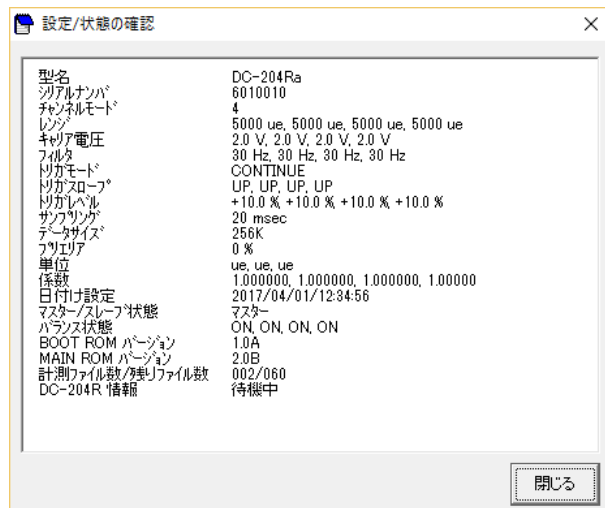 設定/状態の確認
型名 DC-204Ra
ｼﾘｱﾙﾅﾝﾊﾞ 6010010
ﾁｬﾝﾈﾙﾓｰﾄﾞ 4
ﾚﾝｼﾞ 5000 ue, 5000 ue, 5000 ue, 5000 ue
ｷｬﾘｱ電圧 2.0 V, 2.0 V, 2.0 V, 2.0 V
ﾌｨﾙﾀ 30 Hz, 30 Hz, 30 Hz, 30 Hz
ﾄﾘｶﾞﾓｰﾄﾞ CONTINUE
ﾄﾘｶﾞｽﾛｰﾌﾟ UP, UP, UP, UP
ﾄﾘｶﾞﾚﾍﾞﾙ +10.0 %, +10.0 %, +10.0 %, +10.0 %
ｻﾝﾌﾟﾘﾝｸﾞ 20 msec
ﾃﾞｰﾀｻｲｽﾞ 256K
ﾌﾟﾘｴﾘｱ 0 %
単位 ue, ue, ue
係数 1.000000, 1.000000, 1.000000, 1.00000
日付け設定 2017/04/01/12:34:56
ﾏｽﾀｰ/ｽﾚｰﾌﾞ状態 ﾏｽﾀｰ
ﾊﾞﾗﾝｽ状態 ON, ON, ON, ON
BOOT ROM ﾊﾞｰｼﾞｮﾝ 1.0A
MAIN ROM ﾊﾞｰｼﾞｮﾝ 2.0B
計測ﾌｧｲﾙ数/残りﾌｧｲﾙ数 002/060
DC-204R 情報 待機中
閉じる